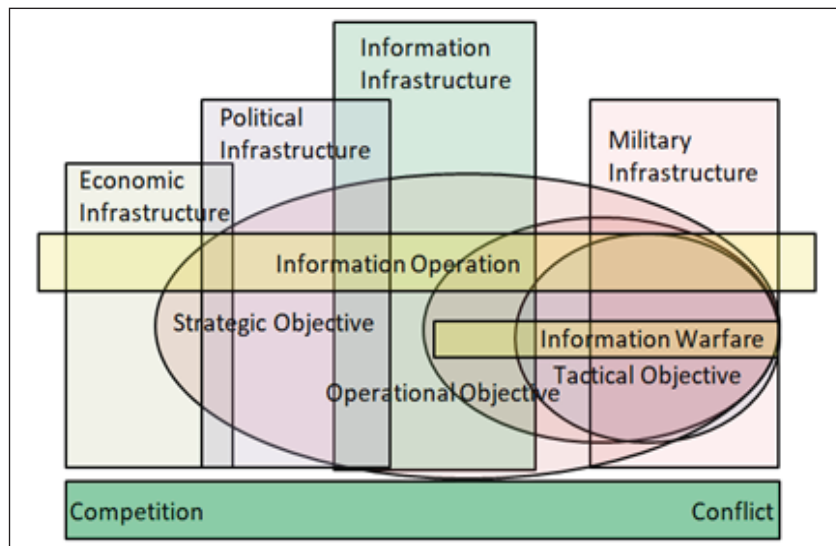 Information
Infrastructure
Political
Infrastructure
Military
Infrastructure
Economic
Infrastructure
Information Operation
Strategic Objective
Information Warfare
Tactical Objective
Operational Objective
Competition
Conflict